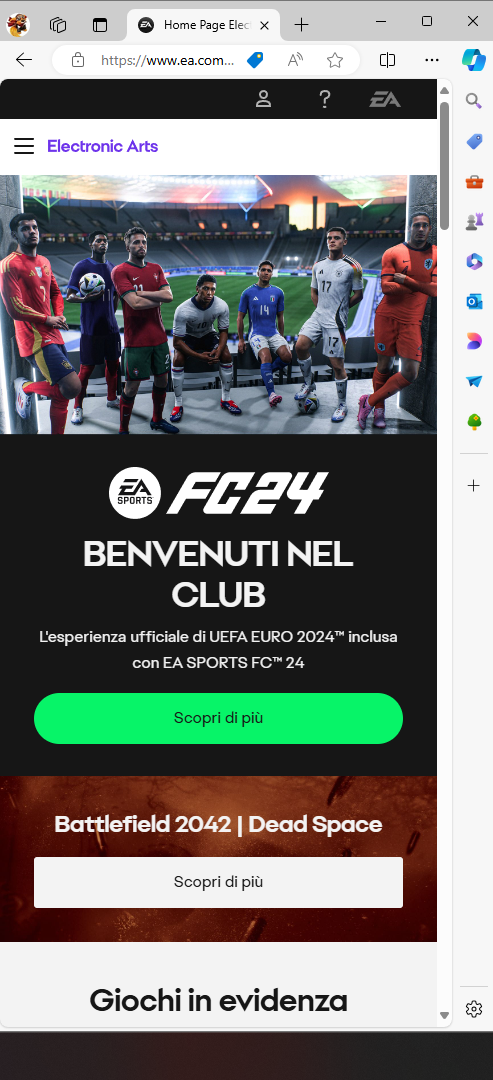 Home Page Elec
https://www.ea.com...
EA
Electronic Arts
21
14
17
17
EA
SPORTS
FC24
BENVENUTI NEL
CLUB
L'esperienza ufficiale di UEFA EURO 2024™ inclusa
con EA SPORTS FC™ 24
Scopri di più
Battlefield 2042 | Dead Space
Scopri di più
Giochi in evidenza